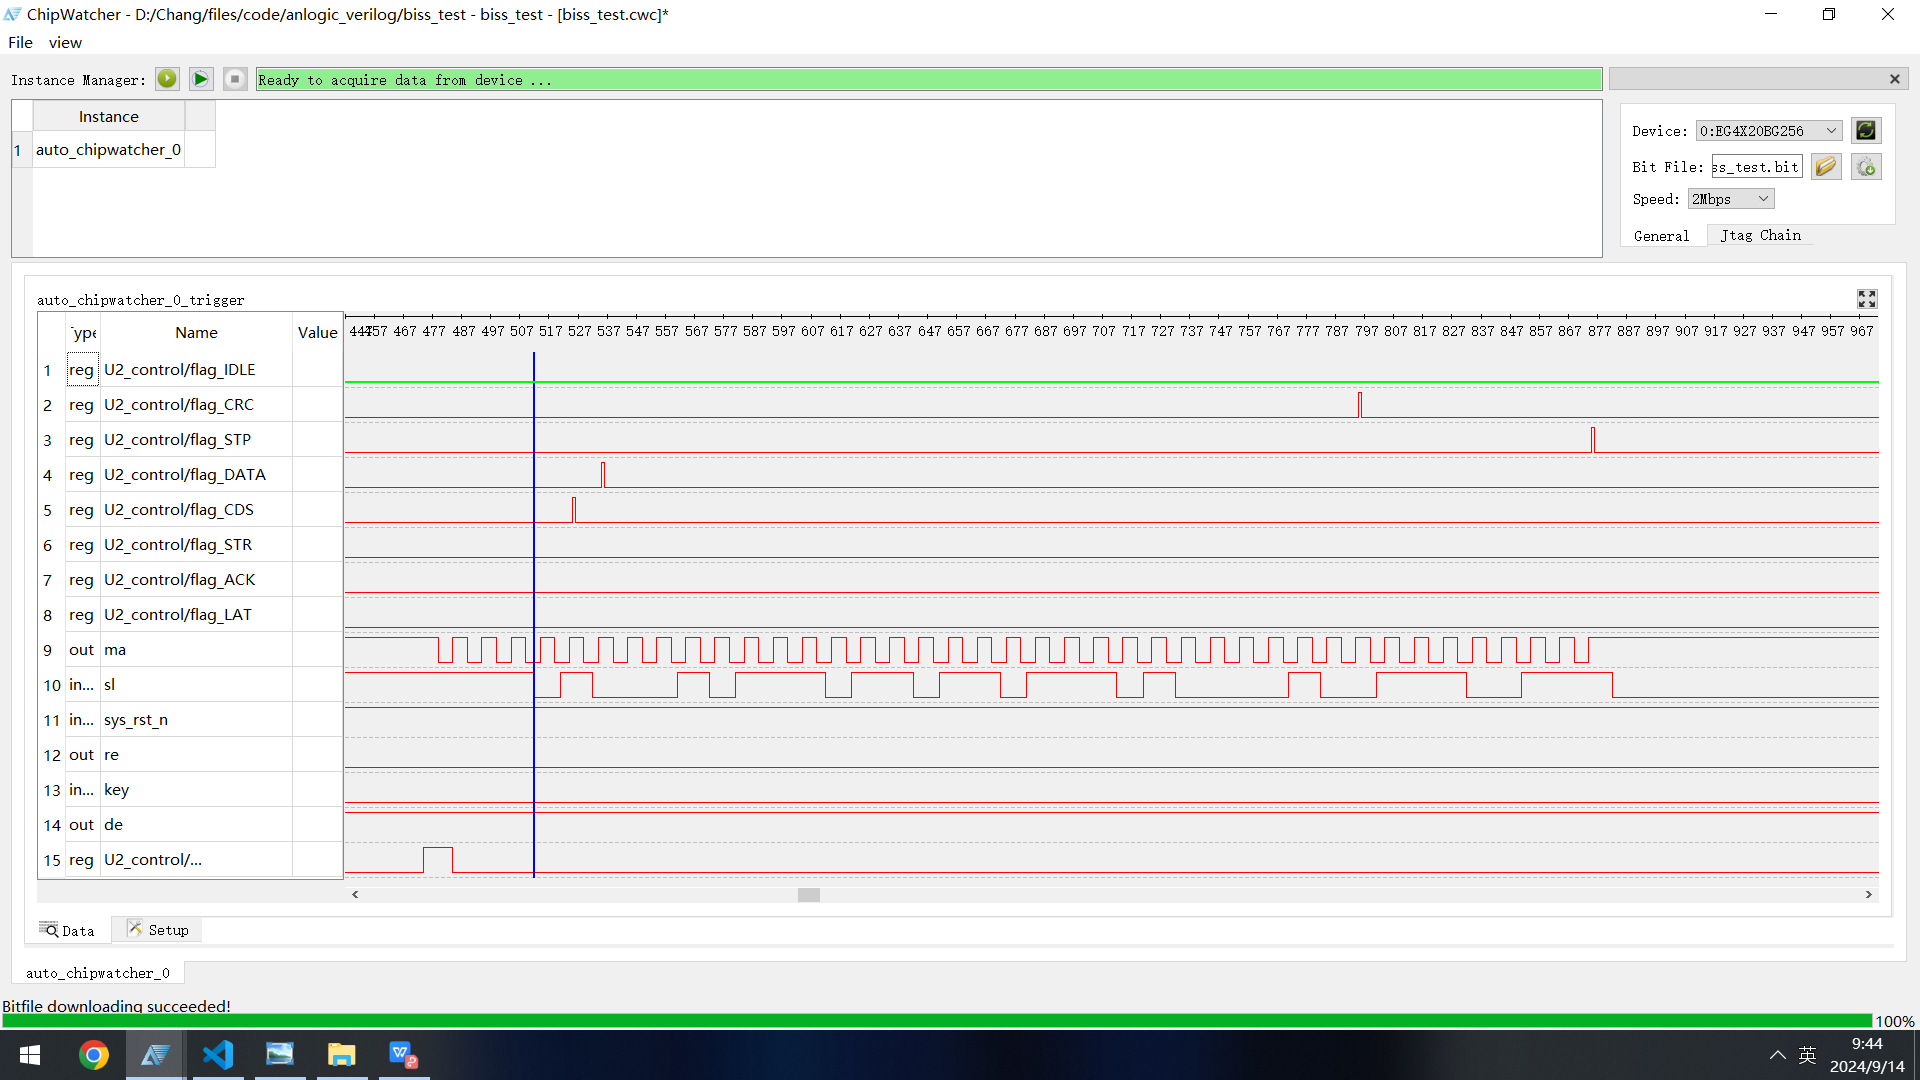 ChipWatcher - D:/Chang/files/code/anlogic_verilog/biss_test - biss_test - [biss_test.cwc]*
File view
Instance Manager: Ready to acquire data from device ...
Instance
1 auto_chipwatcher_0
Device: 0:EG4X20BG256
Bit File: ss_test.bit
Speed: 2Mbps
General Jtag Chain
auto_chipwatcher_0_trigger
ype Name Value 457 467 477 487 497 507 517 527 537 547 557 567 577 587 597 607 617 627 637 647 657 667 677 687 697 707 717 727 737 747 757 767 777 787 797 807 817 827 837 847 857 867 877 887 897 907 917 927 937 947 957 967
1 reg U2_control/flag_IDLE
2 reg U2_control/flag_CRC
3 reg U2_control/flag_STP
4 reg U2_control/flag_DATA
5 reg U2_control/flag_CDS
6 reg U2_control/flag_STR
7 reg U2_control/flag_ACK
8 reg U2_control/flag_LAT
9 out ma
10 in... sl
11 in... sys_rst_n
12 out re
13 in... key
14 out de
15 reg U2_control/...
Data Setup
auto_chipwatcher_0
Bitfile downloading succeeded!
100%
英
9:44
2024/9/14